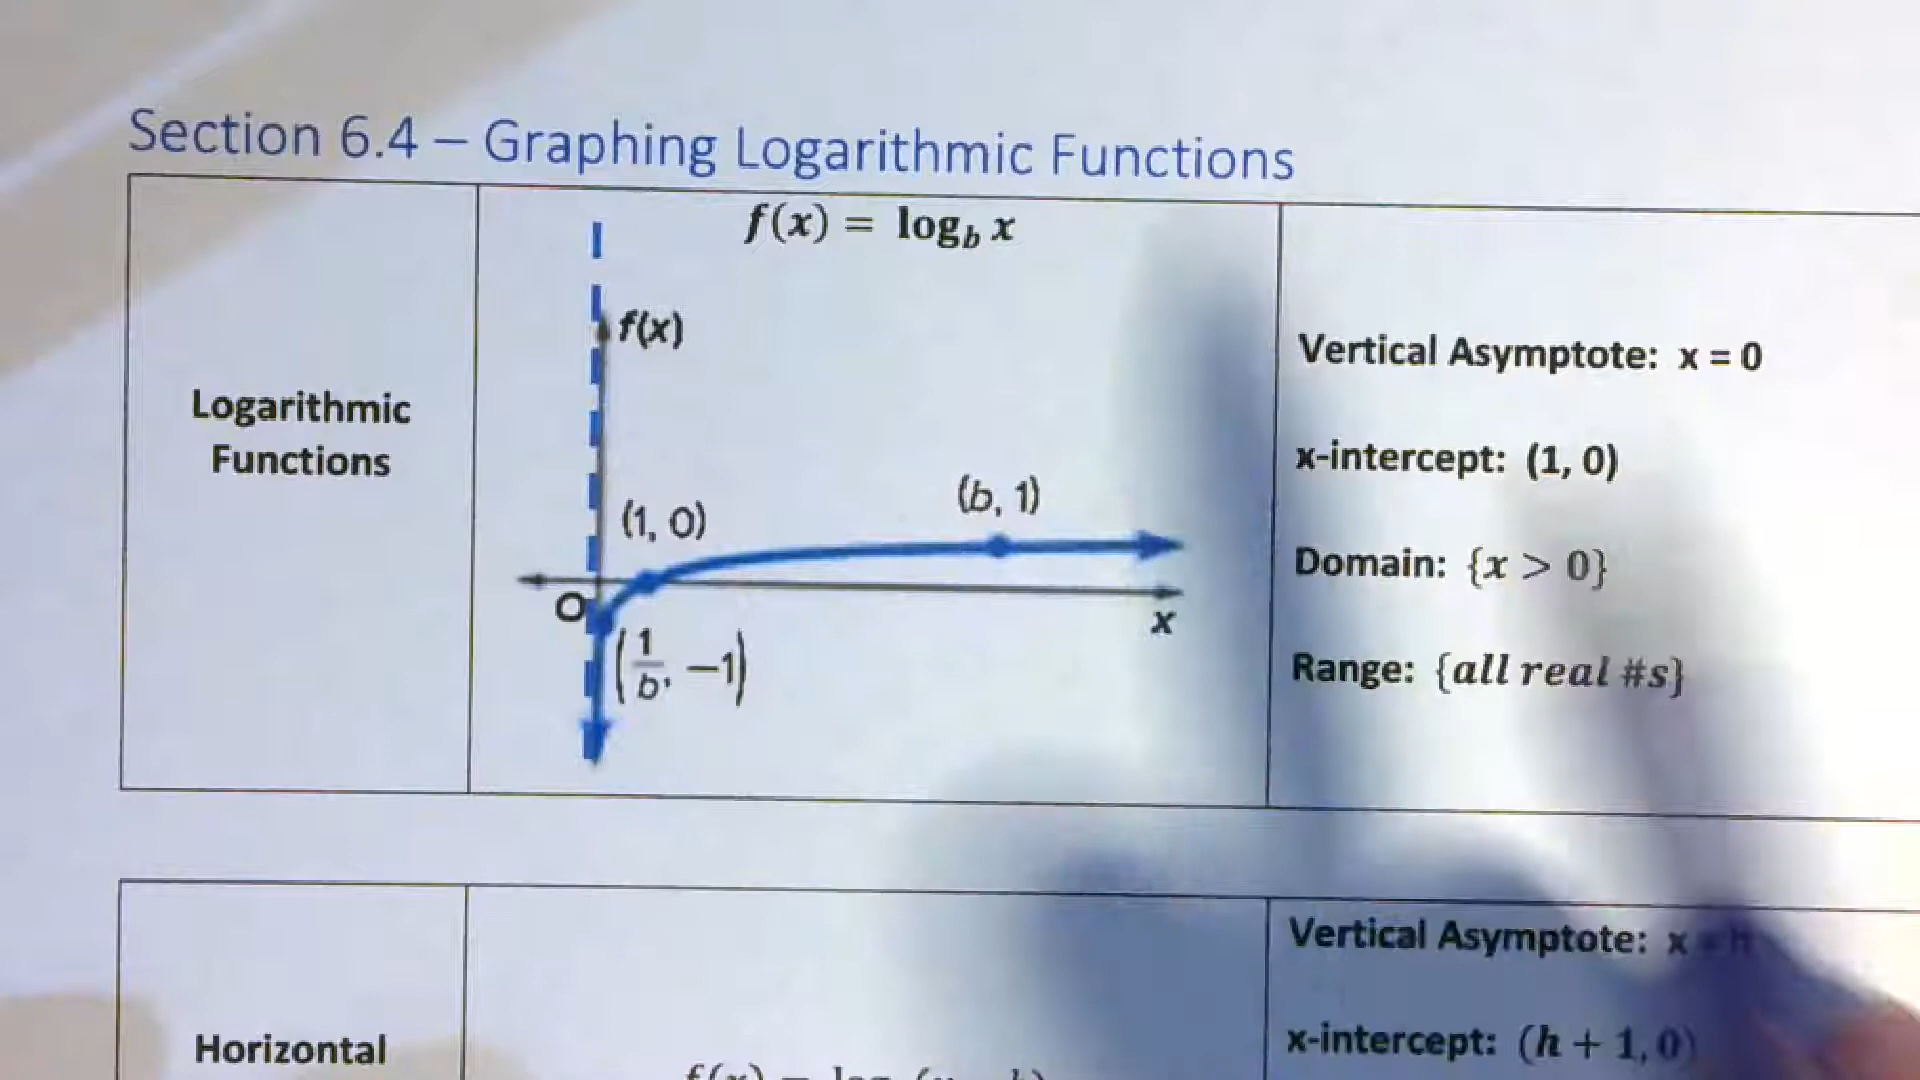 Section 6.4 – Graphing Logarithmic Functions
Logarithmic
Functions
f(x) = log_b x
f(x)
(1, 0)
(b, 1)
O
x
(1/b, −1)
Vertical Asymptote: x = 0
x-intercept: (1, 0)
Domain: {x > 0}
Range: {all real #s}
Horizontal
Vertical Asymptote: x = h
x-intercept: (h + 1, 0)